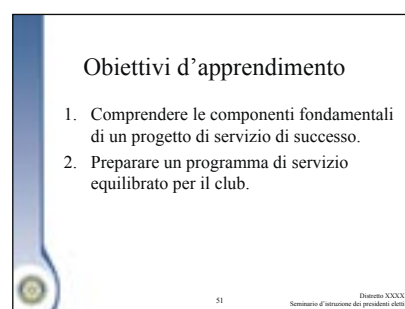 Obiettivi d'apprendimento
1. Comprendere le componenti fondamentali
di un progetto di servizio di successo.
2. Preparare un programma di servizio
equilibrato per il club.
51
Distretto XXXX
Seminario d'istruzione dei presidenti eletti